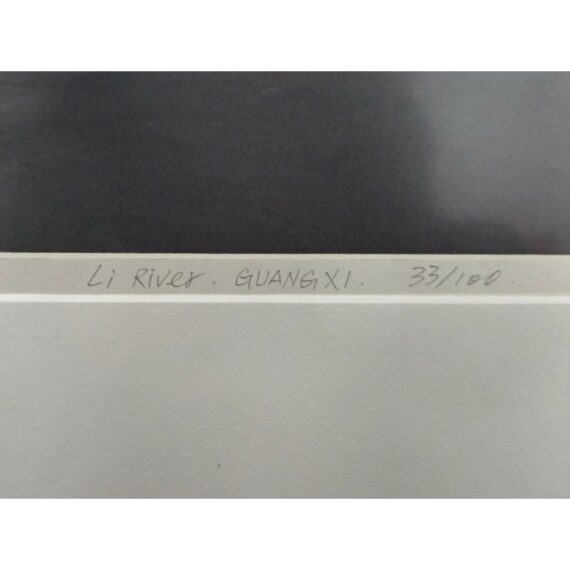 Li River. GUANGXI. 33/100.